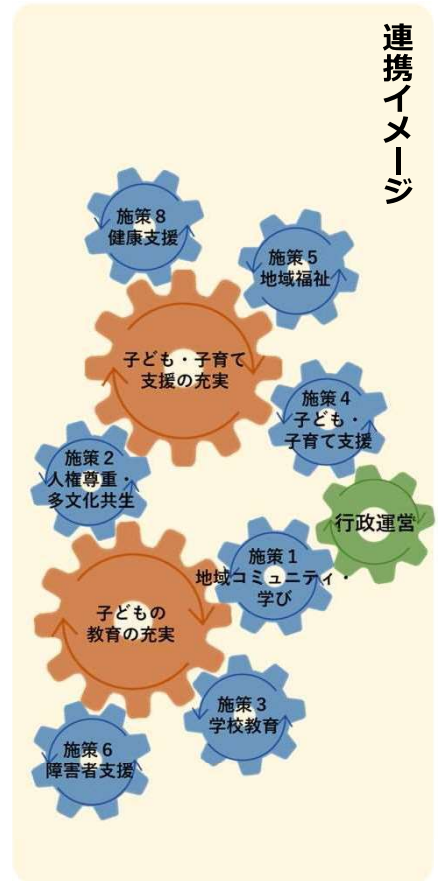 連携イメージ
施策８
健康支援
施策５
地域福祉
子ども・子育て
支援の充実
施策４
子ども・
子育て支援
施策２
人権尊重・
多文化共生
行政運営
施策１
地域コミュニティ・
学び
子どもの
教育の充実
施策３
学校教育
施策６
障害者支援